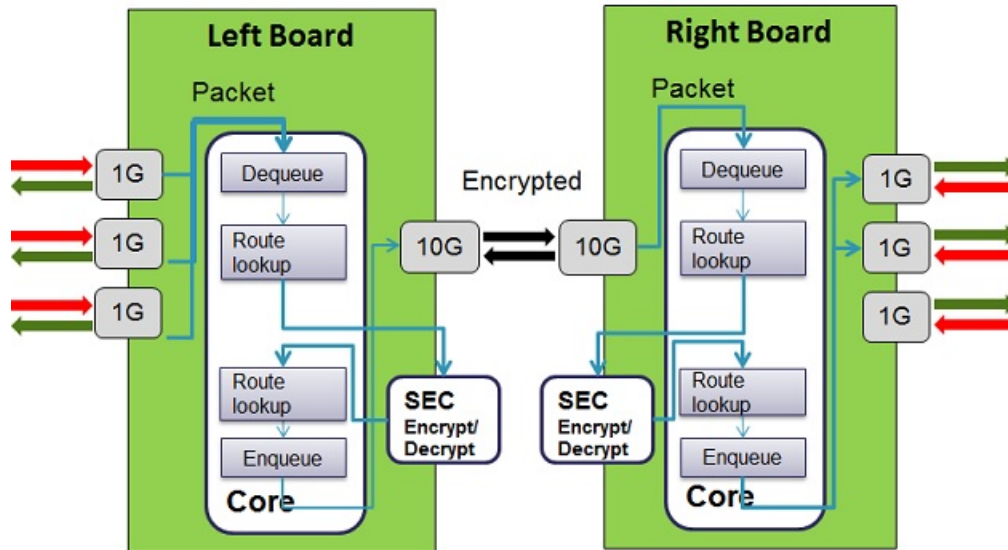 Left Board
Packet
1G
1G
1G
Dequeue
Route
lookup
Route
lookup
Enqueue
Core
SEC
Encrypt/
Decrypt
10G
Encrypted
10G
Right Board
Packet
Dequeue
Route
lookup
SEC
Encrypt/
Decrypt
Route
lookup
Enqueue
Core
1G
1G
1G